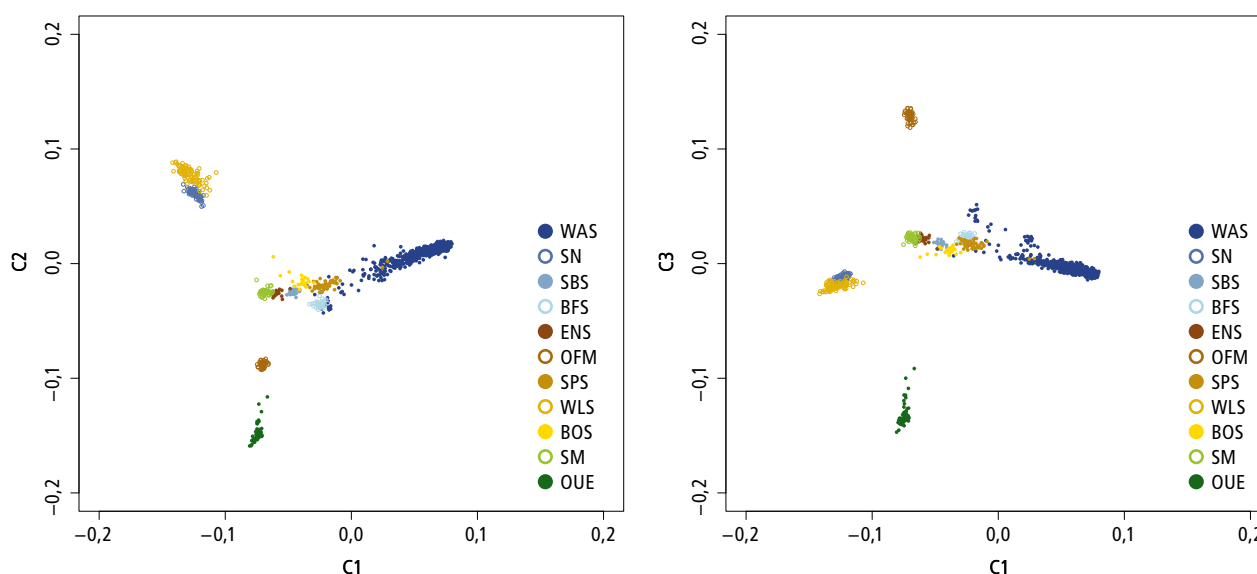 0,2
0,1
0,0
−0,1
−0,2
C2
−0,2
−0,1
0,0
0,1
0,2
C1
WAS
SN
SBS
BFS
ENS
OFM
SPS
WLS
BOS
SM
OUE
0,2
0,1
0,0
−0,1
−0,2
C3
−0,2
−0,1
0,0
0,1
0,2
C1
WAS
SN
SBS
BFS
ENS
OFM
SPS
WLS
BOS
SM
OUE